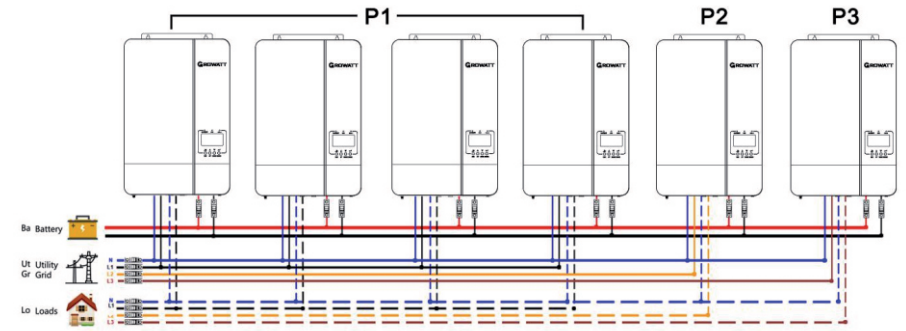 P1 P2 P3
GROWATT GROWATT GROWATT GROWATT GROWATT GROWATT
Ba Battery
Ut Utility
Gr Grid
N
L1
L2
L3
Lo Loads
N
L1
L3